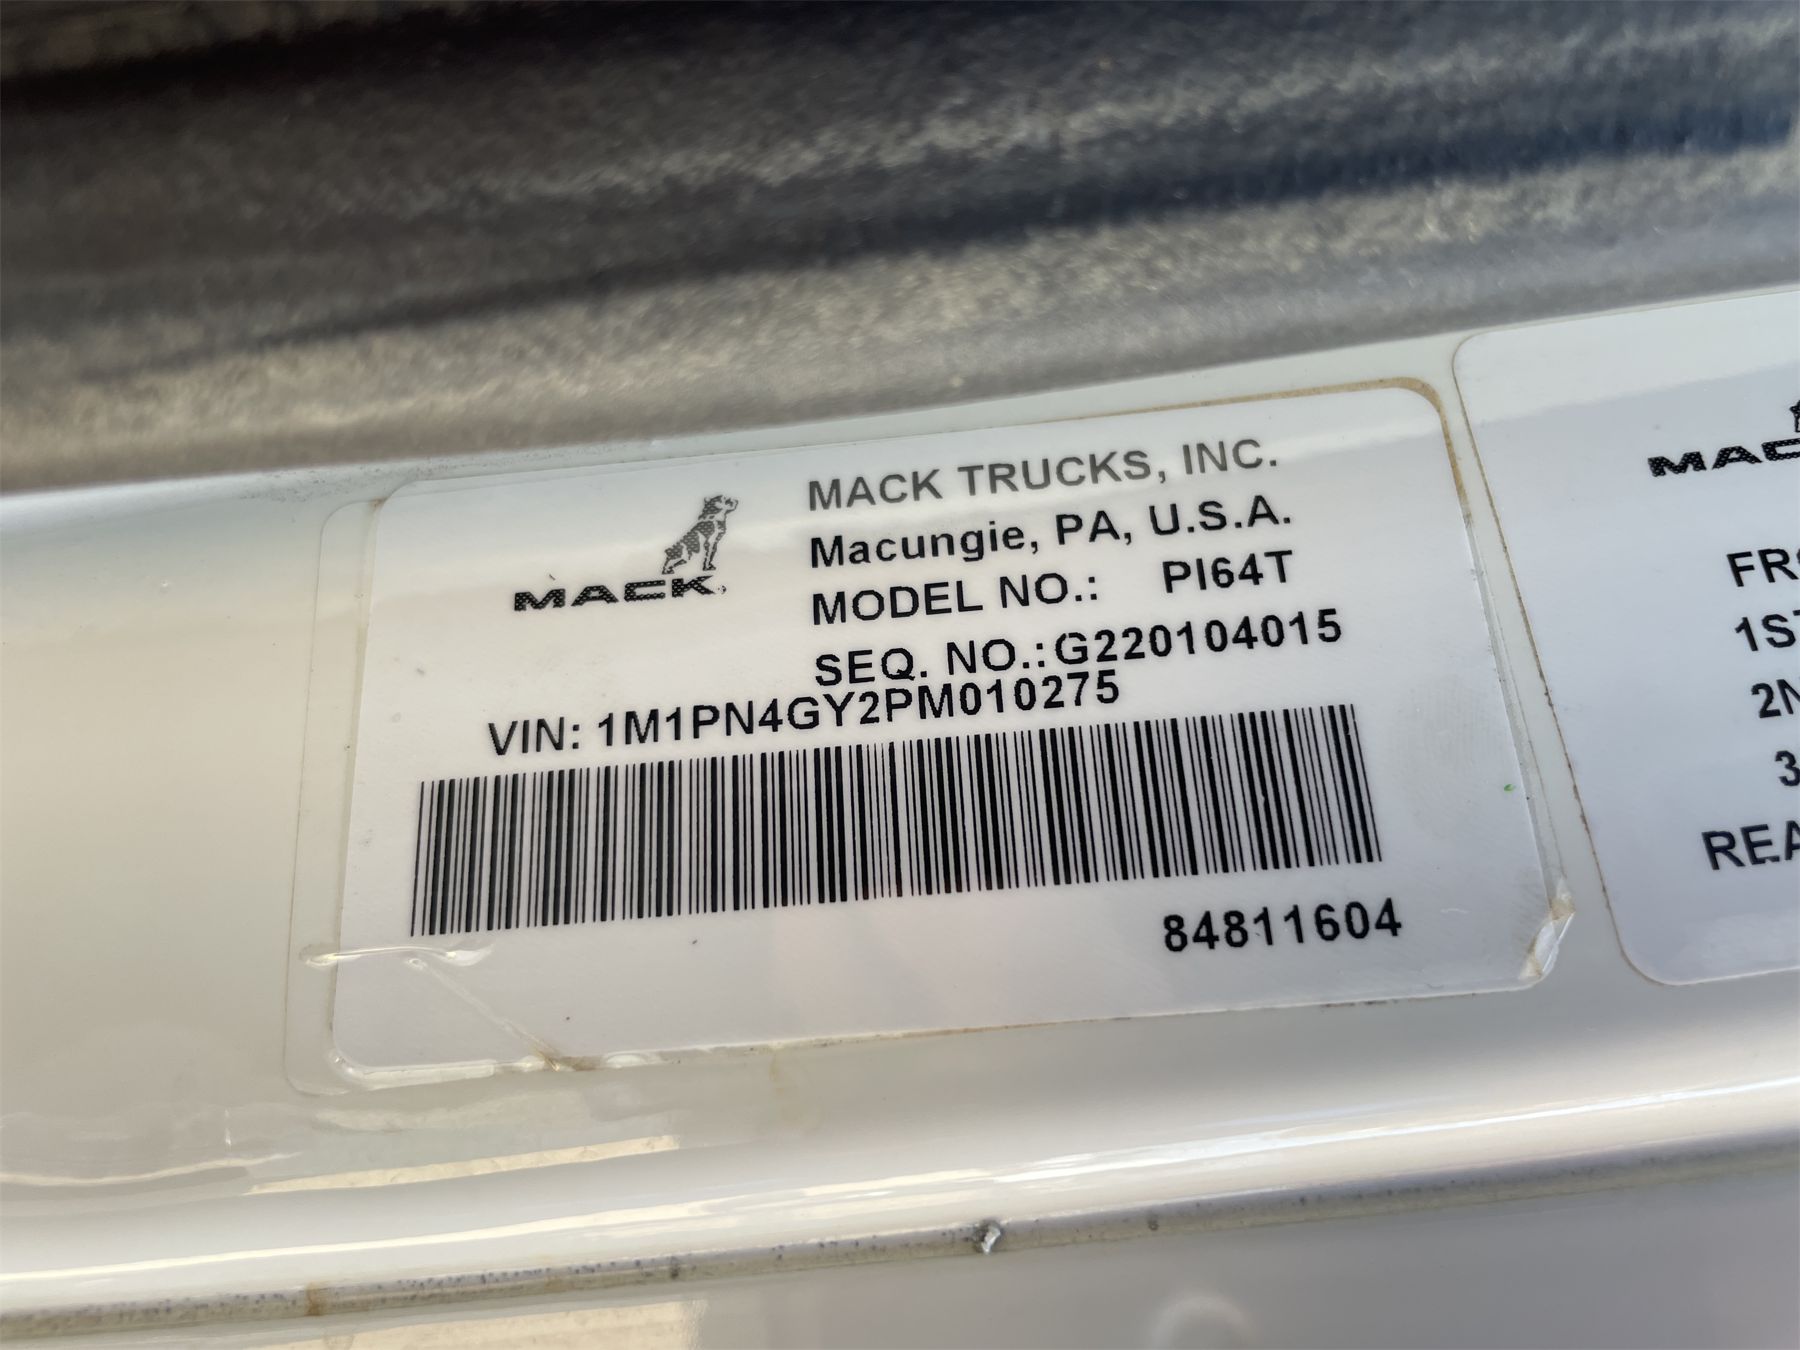 MACK TRUCKS, INC.
Macungie, PA, U.S.A.
MACK
MODEL NO.: PI64T
SEQ. NO.:G220104015
VIN: 1M1PN4GY2PM010275
84811604
MAC
FR
1S
2N
3
REA